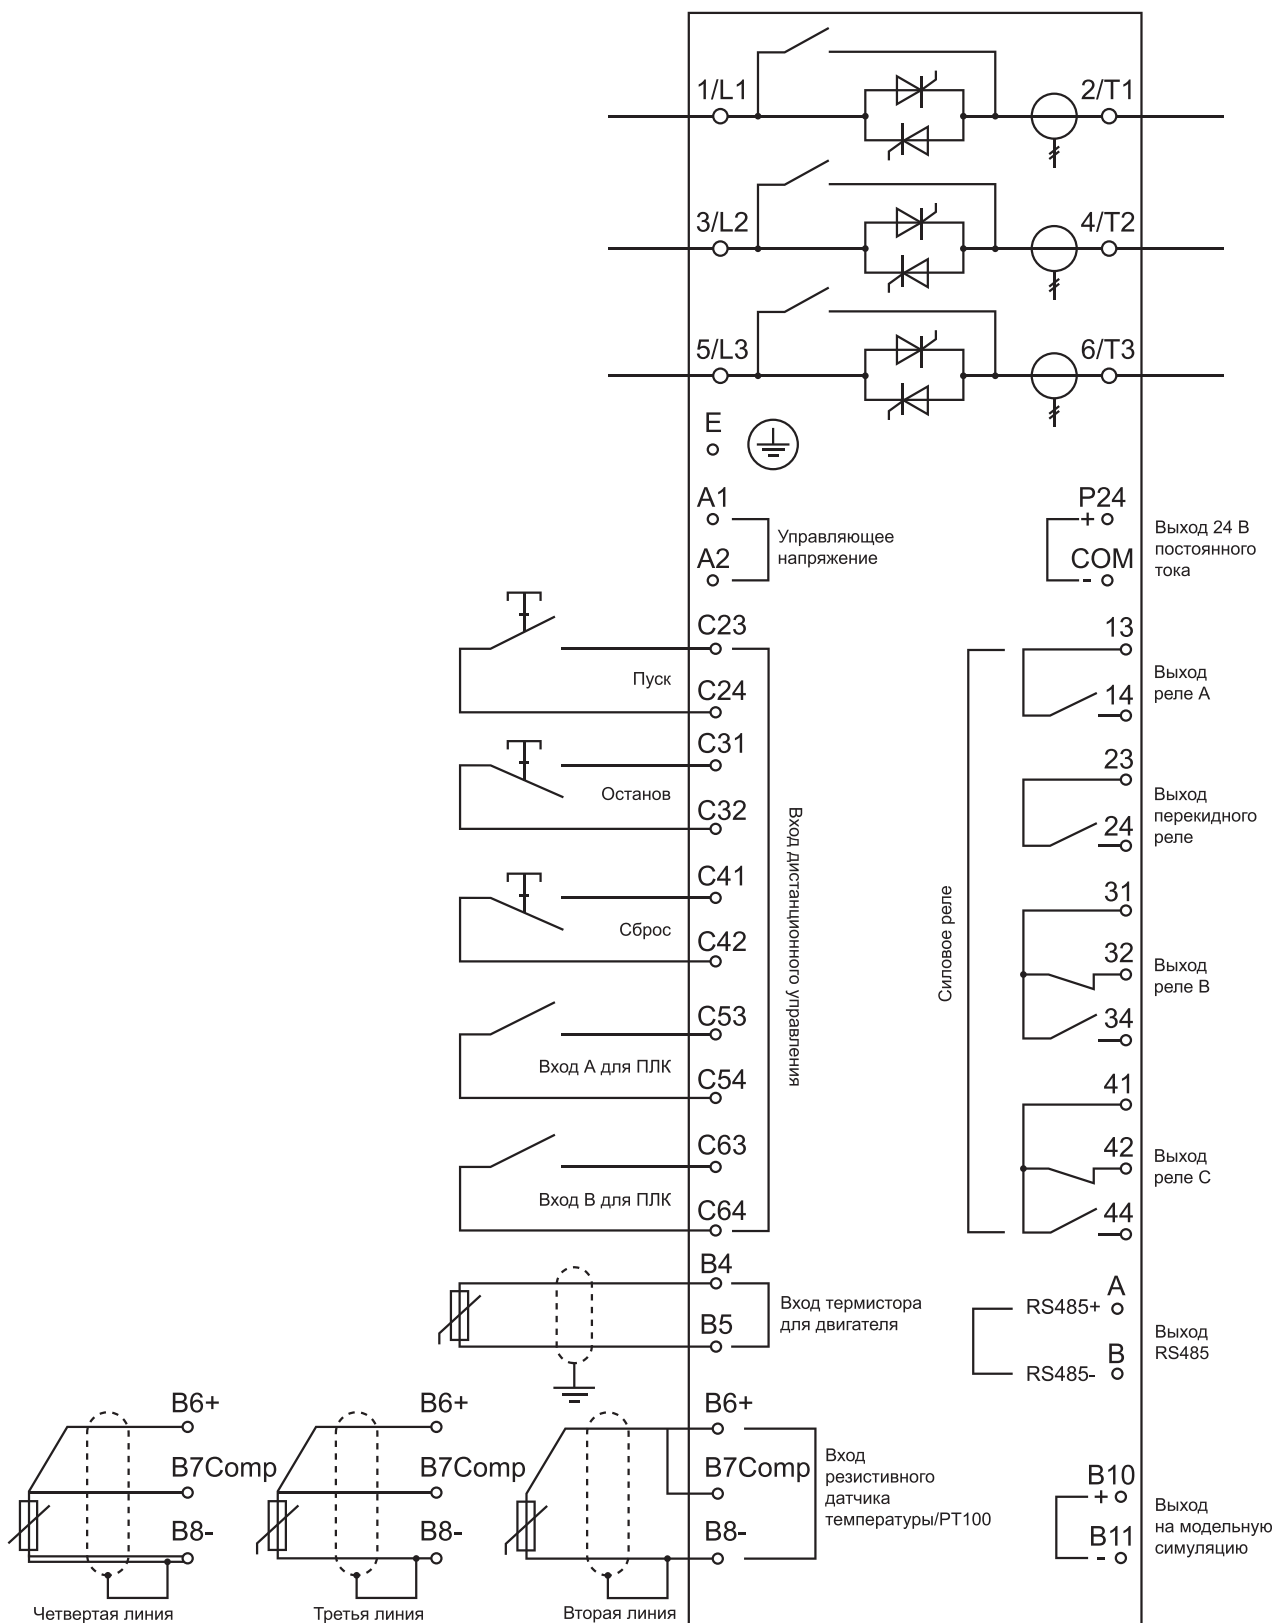 1/L1
2/T1
3/L2
4/T2
5/L3
6/T3
E
A1
A2
Управляющее
напряжение
P24
+
COM
-
Выход 24 В
постоянного
тока
C23
Пуск
C24
C31
Останов
C32
C41
Сброс
C42
C53
Вход А для ПЛК
C54
C63
Вход В для ПЛК
C64
Вход дистанционного управления
Силовое реле
13
14
Выход
реле А
23
24
Выход
перекидного
реле
31
32
34
Выход
реле В
41
42
44
Выход
реле С
B4
B5
Вход термистора
для двигателя
A
RS485+
B
RS485-
Выход
RS485
B6+
B7Comp
B8-
Четвертая линия
B6+
B7Comp
B8-
Третья линия
B6+
B7Comp
B8-
Вторая линия
Вход
резистивного
датчика
температуры/PT100
B10
+
B11
-
Выход
на модельную
симуляцию